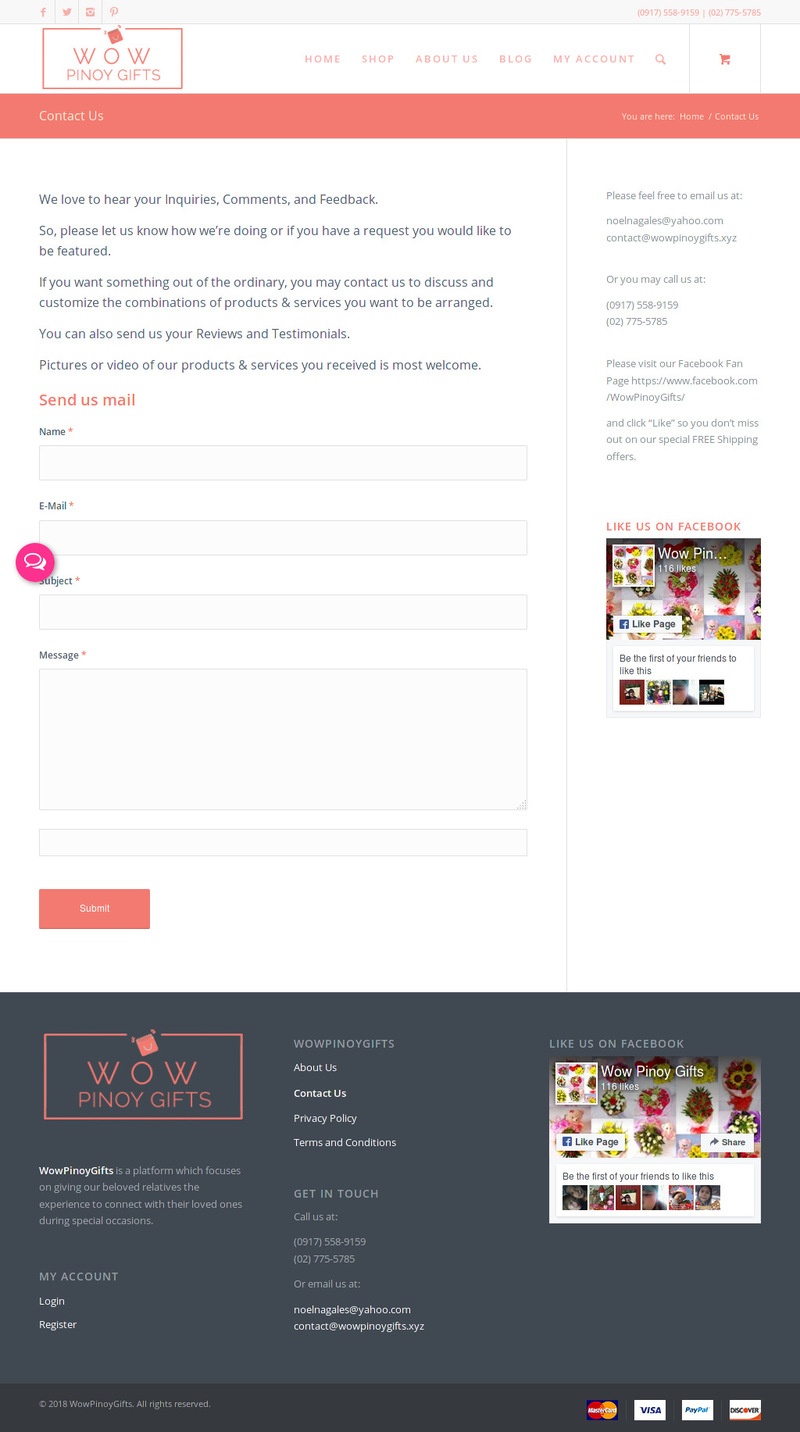 (0917) 558-9159 | (02) 775-5785
WOW
PINOY GIFTS
HOME SHOP ABOUT US BLOG MY ACCOUNT
Contact Us
You are here: Home / Contact Us
We love to hear your Inquiries, Comments, and Feedback.
So, please let us know how we’re doing or if you have a request you would like to
be featured.
If you want something out of the ordinary, you may contact us to discuss and
customize the combinations of products & services you want to be arranged.
You can also send us your Reviews and Testimonials.
Pictures or video of our products & services you received is most welcome.
Send us mail
Name *
E-Mail *
Subject *
Message *
Submit
Please feel free to email us at:
noelnagales@yahoo.com
contact@wowpinoygifts.xyz
Or you may call us at:
(0917) 558-9159
(02) 775-5785
Please visit our Facebook Fan
Page https://www.facebook.com
/WowPinoyGifts/
and click “Like” so you don’t miss
out on our special FREE Shipping
offers.
LIKE US ON FACEBOOK
Wow Pin…
116 likes
Like Page
Be the first of your friends to
like this
WOW
PINOY GIFTS
WowPinoyGifts is a platform which focuses
on giving our beloved relatives the
experience to connect with their loved ones
during special occasions.
MY ACCOUNT
Login
Register
WOWPINOYGIFTS
About Us
Contact Us
Privacy Policy
Terms and Conditions
GET IN TOUCH
Call us at:
(0917) 558-9159
(02) 775-5785
Or email us at:
noelnagales@yahoo.com
contact@wowpinoygifts.xyz
LIKE US ON FACEBOOK
Wow Pinoy Gifts
116 likes
Like Page Share
Be the first of your friends to like this
© 2018 WowPinoyGifts. All rights reserved.
MasterCard VISA PayPal DISCOVER